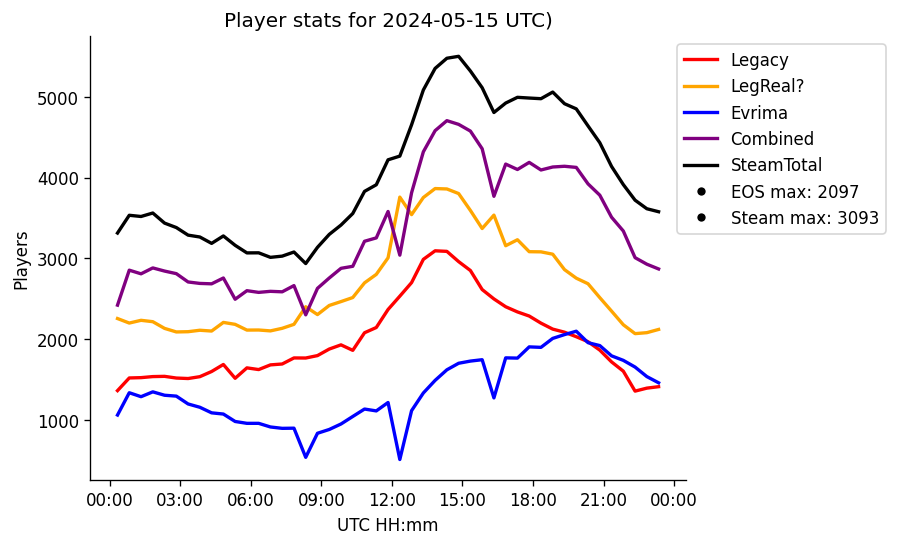 Player stats for 2024-05-15 UTC)
Legacy
LegReal?
Evrima
Combined
SteamTotal
EOS max: 2097
Steam max: 3093
Players
5000
4000
3000
2000
1000
00:00 03:00 06:00 09:00 12:00 15:00 18:00 21:00 00:00
UTC HH:mm